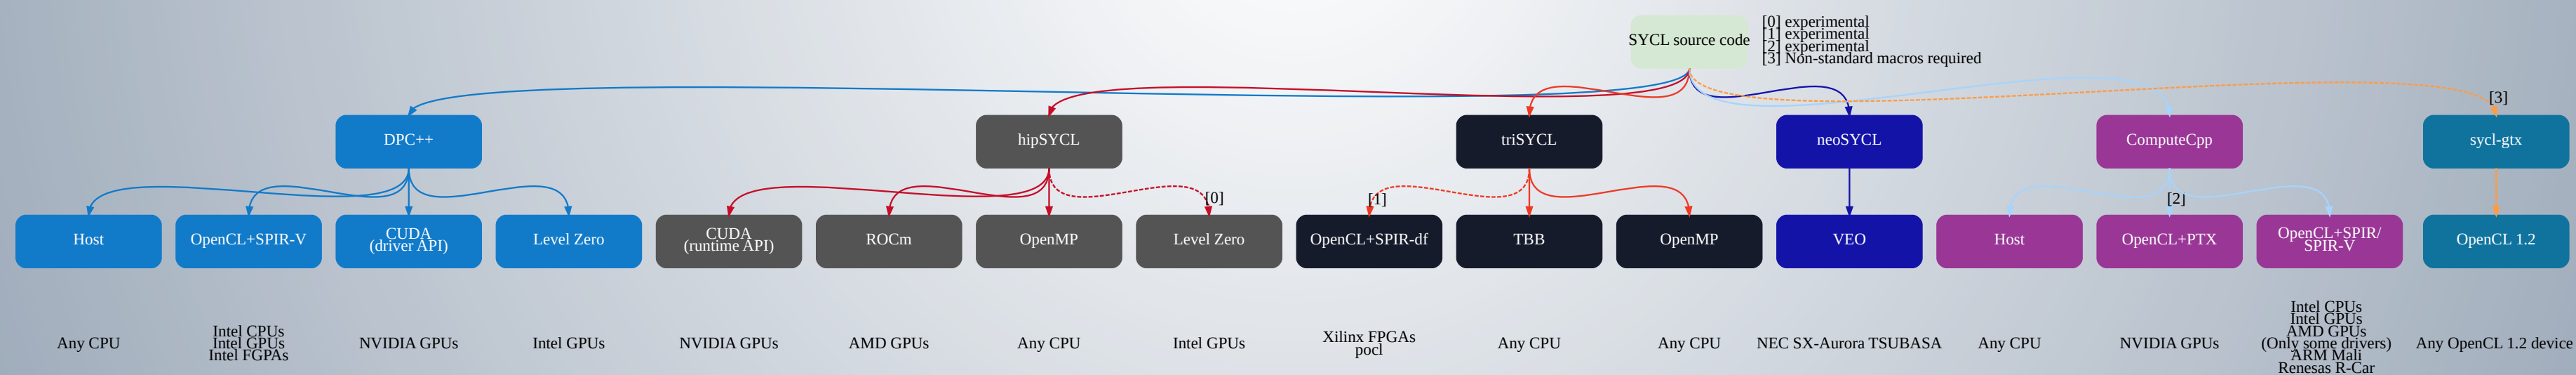 SYCL source code
[0] experimental
[1] experimental
[2] experimental
[3] Non-standard macros required
[3]
DPC++
hipSYCL
triSYCL
neoSYCL
ComputeCpp
sycl-gtx
[0]
[1]
[2]
Host
OpenCL+SPIR-V
CUDA
(driver API)
Level Zero
CUDA
(runtime API)
ROCm
OpenMP
Level Zero
OpenCL+SPIR-df
TBB
OpenMP
VEO
Host
OpenCL+PTX
OpenCL+SPIR/
SPIR-V
OpenCL 1.2
Any CPU
Intel CPUs
Intel GPUs
Intel FGPAs
NVIDIA GPUs
Intel GPUs
NVIDIA GPUs
AMD GPUs
Any CPU
Intel GPUs
Xilinx FPGAs
pocl
Any CPU
Any CPU
NEC SX-Aurora TSUBASA
Any CPU
NVIDIA GPUs
Intel CPUs
Intel GPUs
AMD GPUs
(Only some drivers)
ARM Mali
Renesas R-Car
Any OpenCL 1.2 device